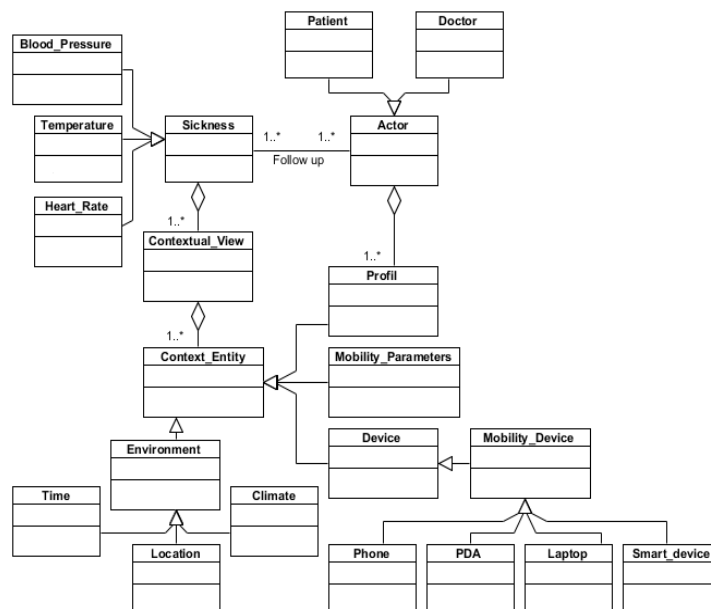 Patient
Doctor
Blood_Pressure
Temperature
Sickness
1..*
1..*
Actor
Follow up
Heart_Rate
1..*
Contextual_View
1..*
Profil
1..*
Context_Entity
Mobility_Parameters
Environment
Device
Mobility_Device
Time
Climate
Location
Phone
PDA
Laptop
Smart_device